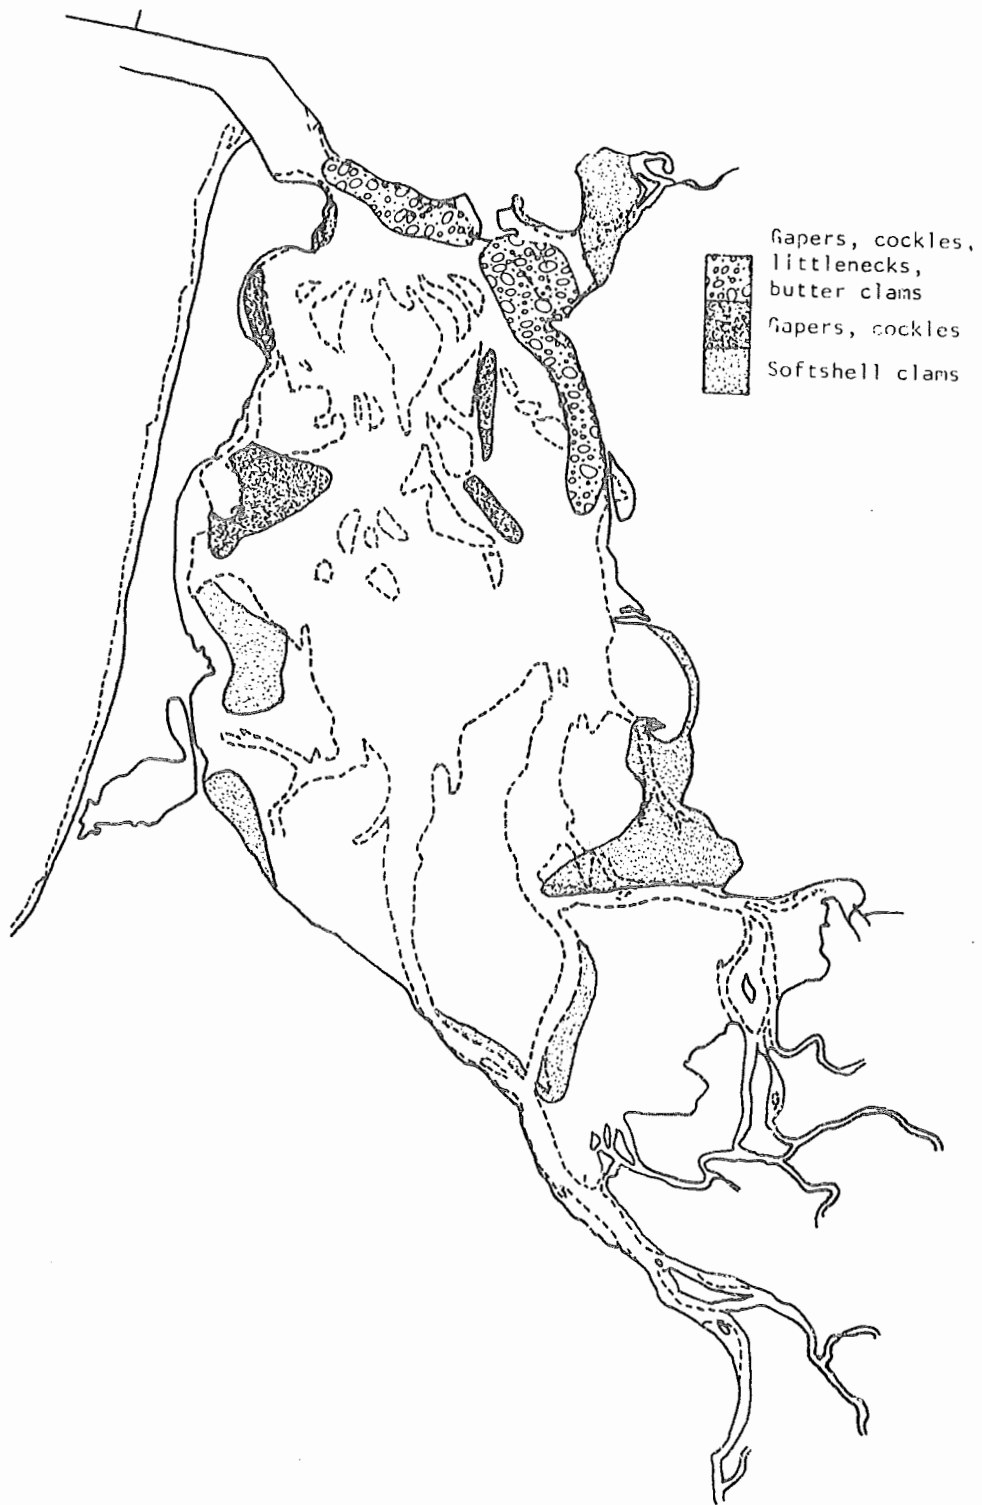 Gapers, cockles,
littlenecks,
butter clams
Gapers, cockles
Softshell clams